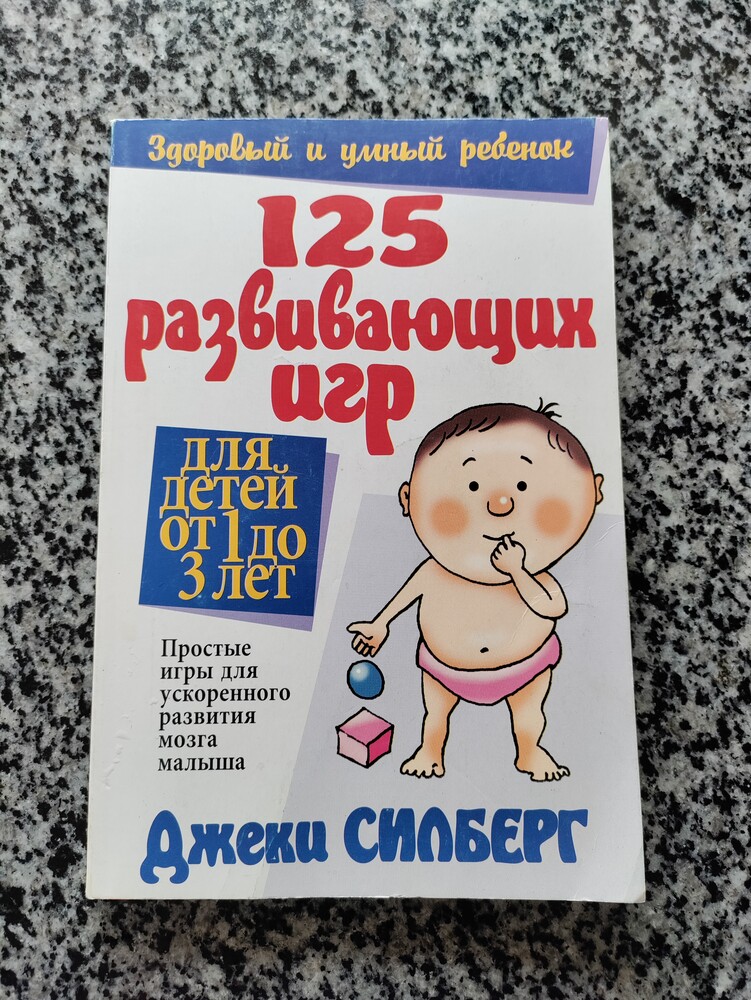 Здоровый и умный ребенок
125
развивающих
игр
для
детей
от 1 до
3 лет
Простые
игры для
ускоренного
развития
мозга
малыша
Джеки СИЛБЕРГ